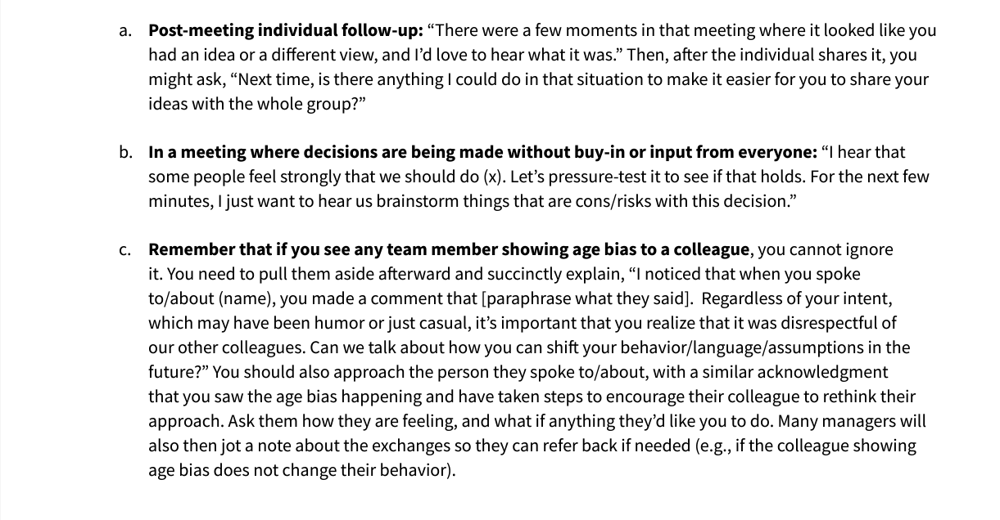 a. Post-meeting individual follow-up: “There were a few moments in that meeting where it looked like you
had an idea or a different view, and I’d love to hear what it was.” Then, after the individual shares it, you
might ask, “Next time, is there anything I could do in that situation to make it easier for you to share your
ideas with the whole group?”
b. In a meeting where decisions are being made without buy-in or input from everyone: “I hear that
some people feel strongly that we should do (x). Let’s pressure-test it to see if that holds. For the next few
minutes, I just want to hear us brainstorm things that are cons/risks with this decision.”
c. Remember that if you see any team member showing age bias to a colleague, you cannot ignore
it. You need to pull them aside afterward and succinctly explain, “I noticed that when you spoke
to/about (name), you made a comment that [paraphrase what they said].  Regardless of your intent,
which may have been humor or just casual, it’s important that you realize that it was disrespectful of
our other colleagues. Can we talk about how you can shift your behavior/language/assumptions in the
future?” You should also approach the person they spoke to/about, with a similar acknowledgment
that you saw the age bias happening and have taken steps to encourage their colleague to rethink their
approach. Ask them how they are feeling, and what if anything they’d like you to do. Many managers will
also then jot a note about the exchanges so they can refer back if needed (e.g., if the colleague showing
age bias does not change their behavior).